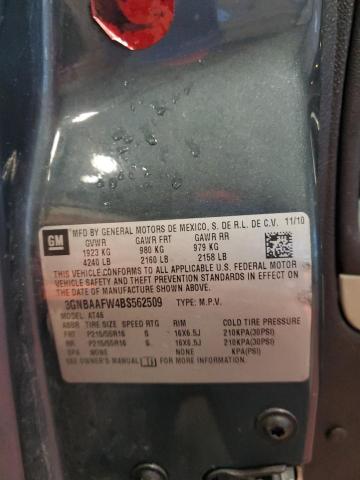 GM
MFD BY GENERAL MOTORS DE MEXICO, S. DE R.L. DE C.V. 11/10
GVWR GAWR FRT GAWR RR
1923 KG 980 KG 979 KG
4240 LB 2160 LB 2158 LB
THIS VEHICLE CONFORMS TO ALL APPLICABLE U.S. FEDERAL MOTOR
VEHICLE SAFETY AND THEFT PREVENTION STANDARDS IN EFFECT ON
THE DATE OF MANUFACTURE SHOWN ABOVE.
3GNBAAFW4BS562509 TYPE: M.P.V.
MODEL: AT46
ABBR TIRE SIZE SPEED RTG RIM COLD TIRE PRESSURE
FRT P215/55R16 S 16X6.5J 210KPA(30PSI)
RR P215/55R16 S 16X6.5J 210KPA(30PSI)
SPA NONE NONE KPA(PSI)
SEE OWNER'S MANUAL FOR MORE INFORMATION.